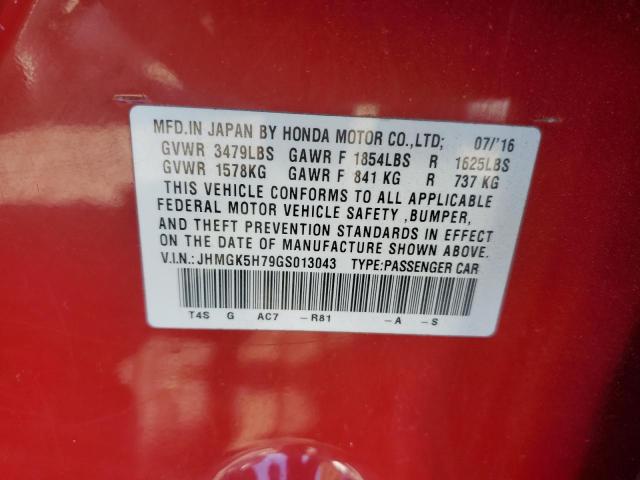 MFD.IN JAPAN BY HONDA MOTOR CO.,LTD; 07/'16
GVWR 3479LBS GAWR F 1854LBS R 1625LBS
GVWR 1578KG GAWR F 841 KG R 737 KG
THIS VEHICLE CONFORMS TO ALL APPLICABLE
FEDERAL MOTOR VEHICLE SAFETY ,BUMPER,
AND THEFT PREVENTION STANDARDS IN EFFECT
ON THE DATE OF MANUFACTURE SHOWN ABOVE.
V.I.N.:JHMGK5H79GS013043 TYPE:PASSENGER CAR
T4S G AC7 -R81 -A -S